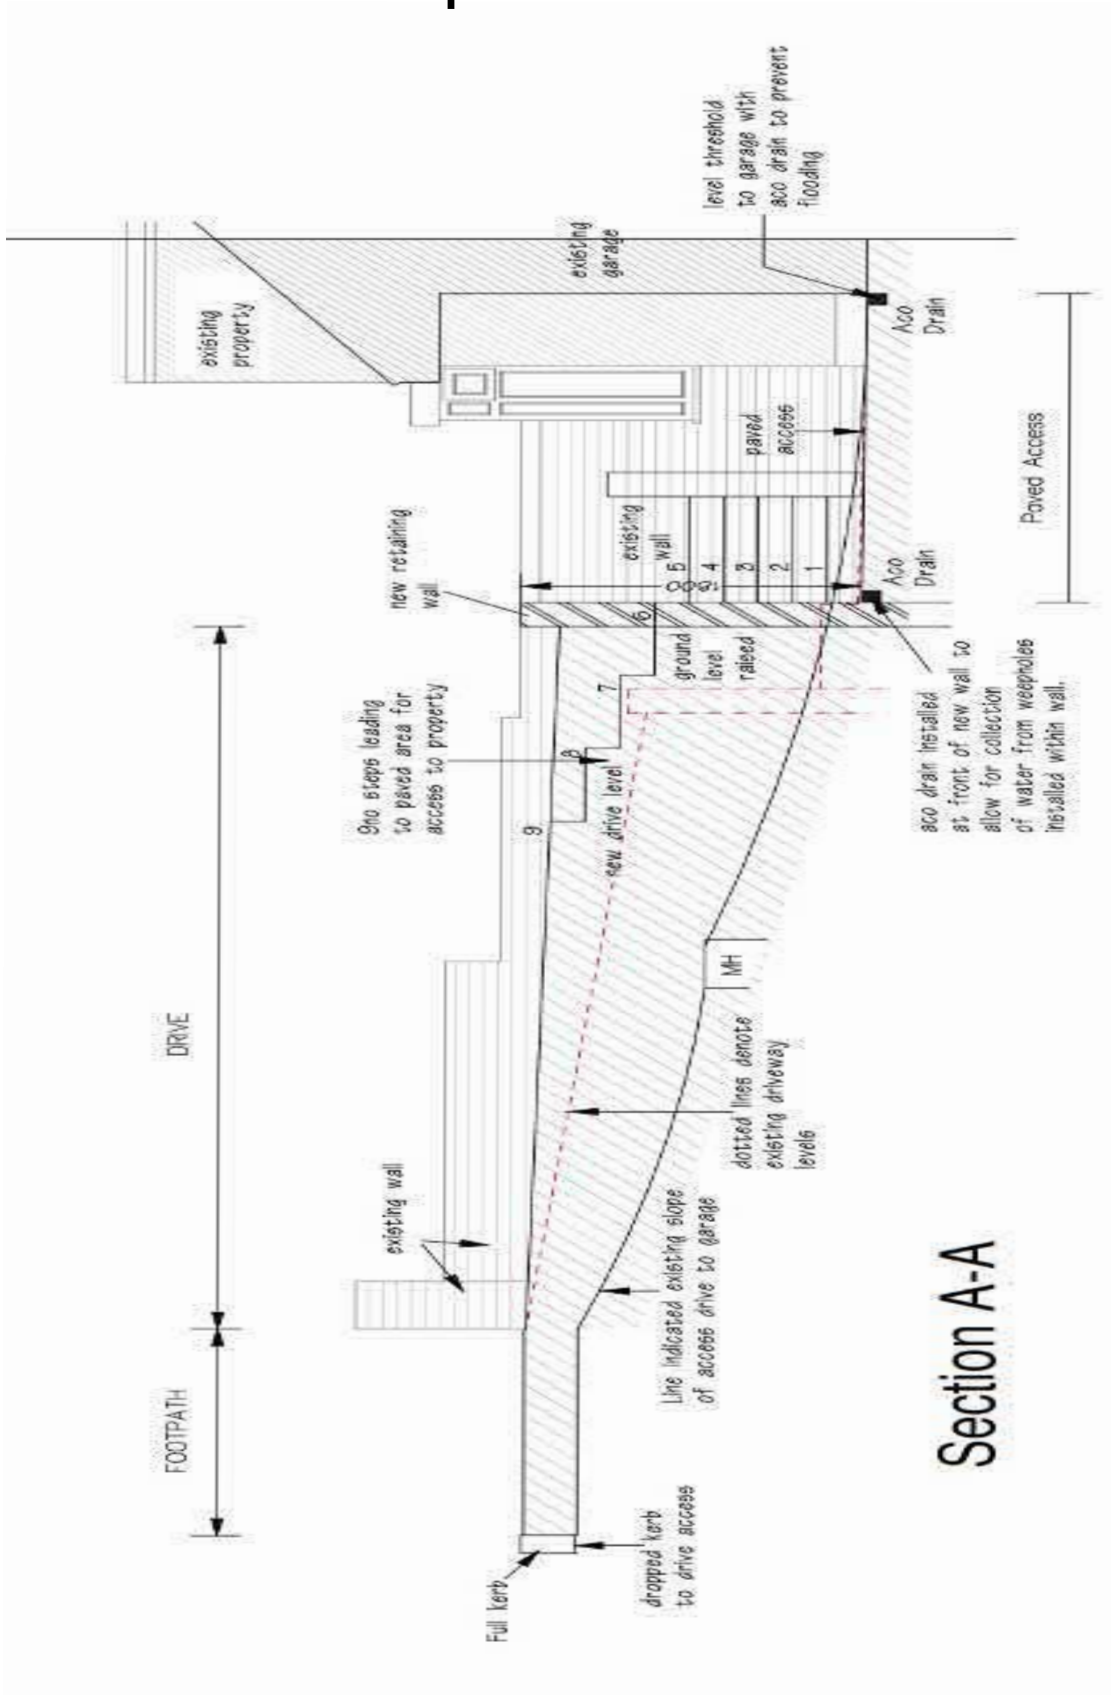 FOOTPATH
DRIVE
existing wall
9no steps leading
to paved area for
access to property
new retaining
wall
existing
property
existing
garage
level threshold
to garage with
aco drain to prevent
flooding
Full kerb
dropped kerb
to drive access
Line indicated existing slope
of access drive to garage
dotted lines denote
existing driveway
levels
MH
new drive level
9
8
7
6
ground
level
raised
existing
wall
5
4
3
2
1
paved
access
Aco
Drain
Aco
Drain
aco drain installed
at front of new wall to
allow for collection
of water from weepholes
installed within wall.
Paved Access
Section A-A